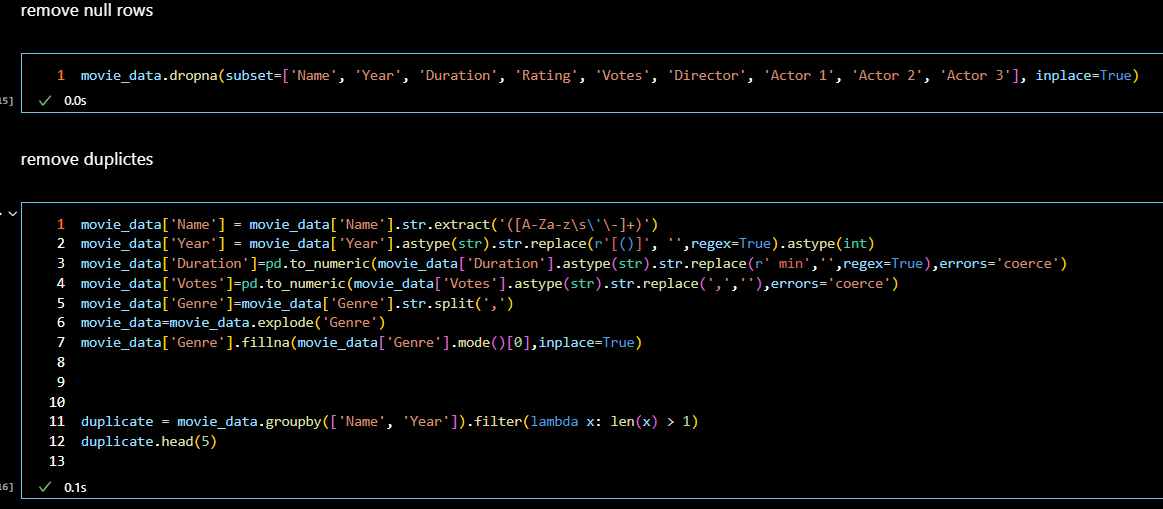 remove null rows
1 movie_data.dropna(subset=['Name', 'Year', 'Duration', 'Rating', 'Votes', 'Director', 'Actor 1', 'Actor 2', 'Actor 3'], inplace=True)
15]
✓ 0.0s
remove duplictes
1 movie_data['Name'] = movie_data['Name'].str.extract('([A-Za-z\s\'\-]+)')
2 movie_data['Year'] = movie_data['Year'].astype(str).str.replace(r'[()]', '',regex=True).astype(int)
3 movie_data['Duration']=pd.to_numeric(movie_data['Duration'].astype(str).str.replace(r' min','',regex=True),errors='coerce')
4 movie_data['Votes']=pd.to_numeric(movie_data['Votes'].astype(str).str.replace(',',''),errors='coerce')
5 movie_data['Genre']=movie_data['Genre'].str.split(',')
6 movie_data=movie_data.explode('Genre')
7 movie_data['Genre'].fillna(movie_data['Genre'].mode()[0],inplace=True)
8
9
10
11 duplicate = movie_data.groupby(['Name', 'Year']).filter(lambda x: len(x) > 1)
12 duplicate.head(5)
13
16]
✓ 0.1s